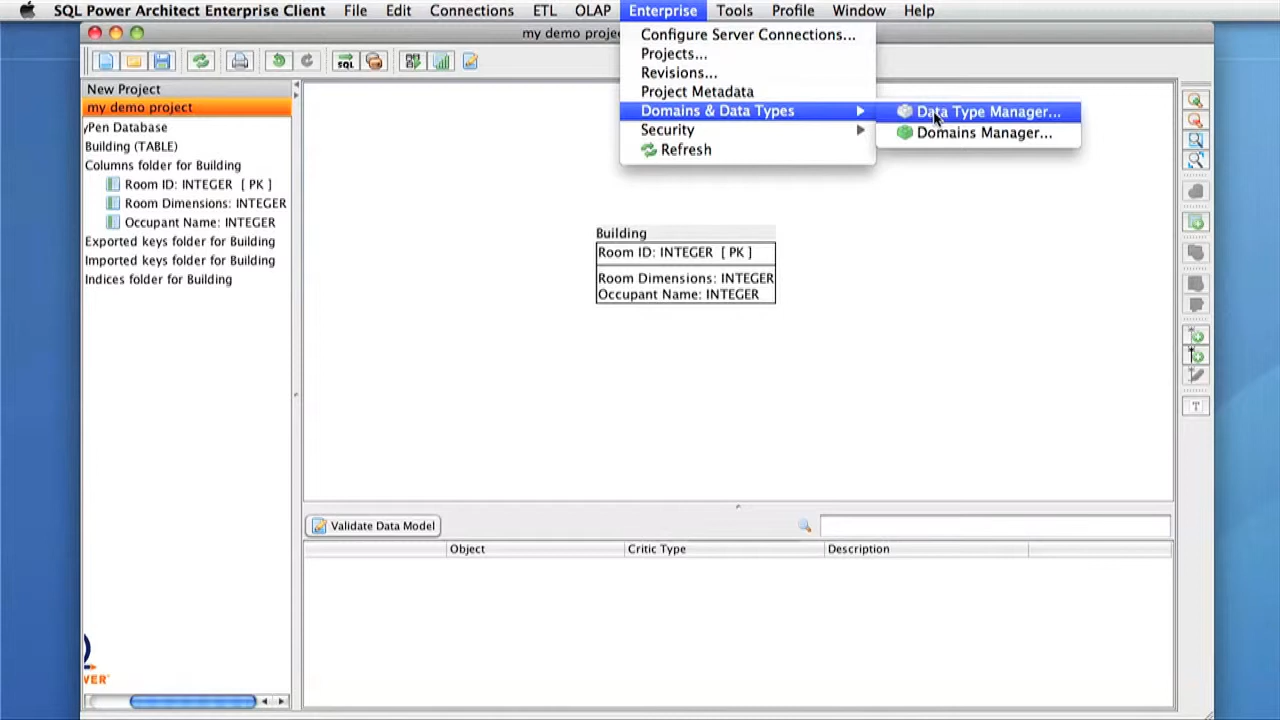 SQL Power Architect Enterprise Client File Edit Connections ETL OLAP Enterprise Tools Profile Window Help
my demo proje
Configure Server Connections...
Projects...
Revisions...
Project Metadata
Domains & Data Types
Security
Refresh
Data Type Manager...
Domains Manager...
SQL
New Project
my demo project
yPen Database
Building (TABLE)
Columns folder for Building
Room ID: INTEGER [ PK ]
Room Dimensions: INTEGER
Occupant Name: INTEGER
Exported keys folder for Building
Imported keys folder for Building
Indices folder for Building
Building
Room ID: INTEGER [ PK ]
Room Dimensions: INTEGER
Occupant Name: INTEGER
T
Validate Data Model
Object Critic Type Description
WER